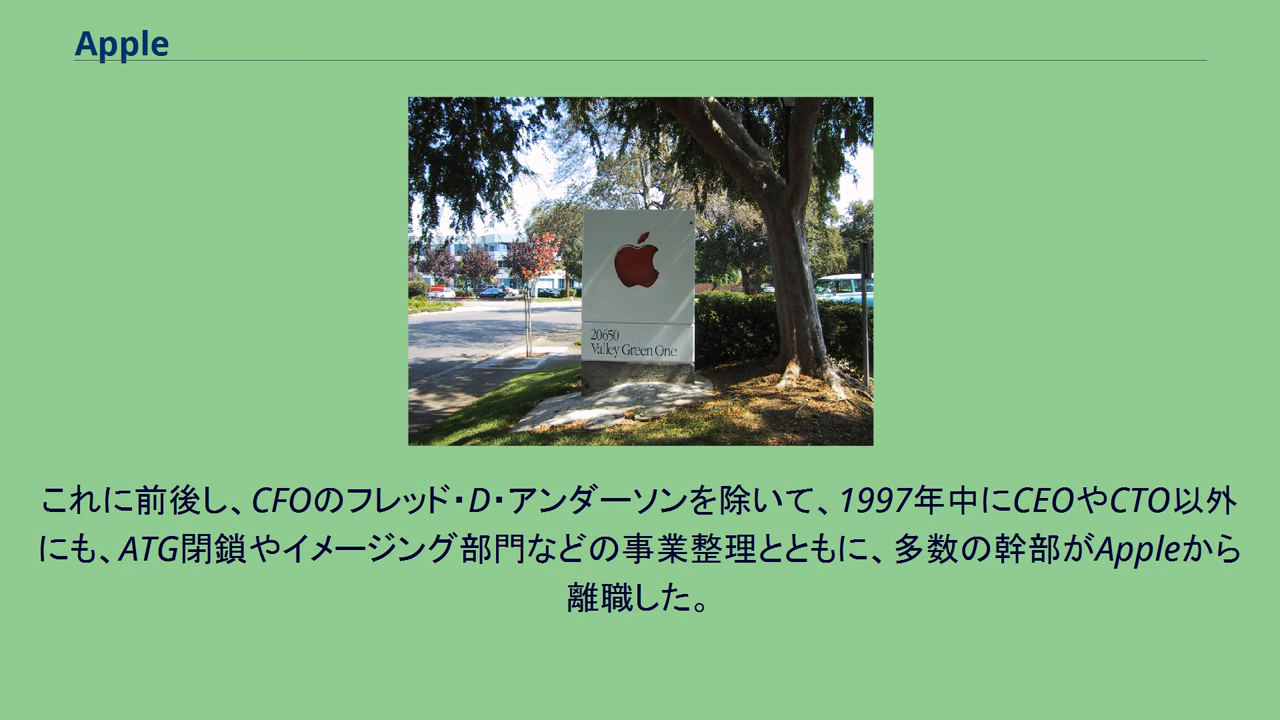 Apple
20650
Valley Green One
これに前後し、CFOのフレッド・D・アンダーソンを除いて、1997年中にCEOやCTO以外
にも、ATG閉鎖やイメージング部門などの事業整理とともに、多数の幹部がAppleから
離職した。